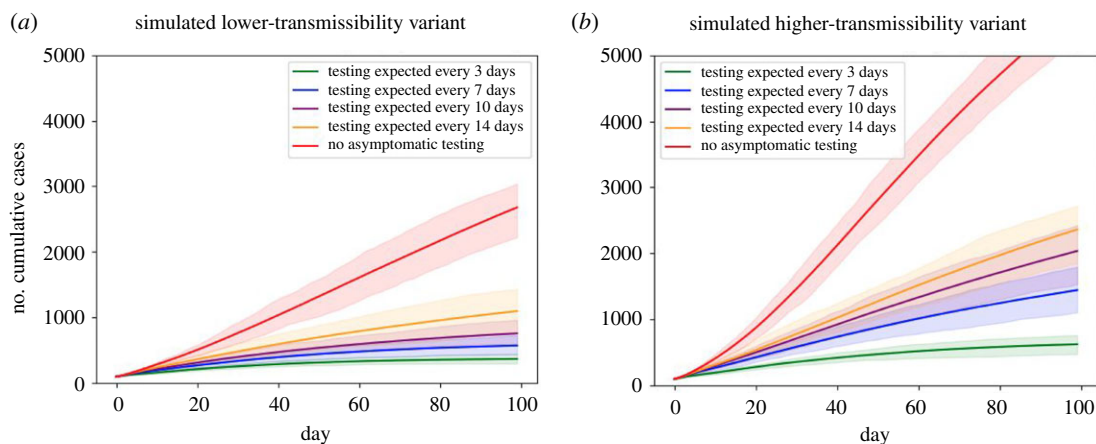 (a) simulated lower-transmissibility variant
5000
4000
3000
2000
1000
0
no. cumulative cases
testing expected every 3 days
testing expected every 7 days
testing expected every 10 days
testing expected every 14 days
no asymptomatic testing
0 20 40 60 80 100
day
(b) simulated higher-transmissibility variant
5000
4000
3000
2000
1000
0
testing expected every 3 days
testing expected every 7 days
testing expected every 10 days
testing expected every 14 days
no asymptomatic testing
0 20 40 60 80 100
day